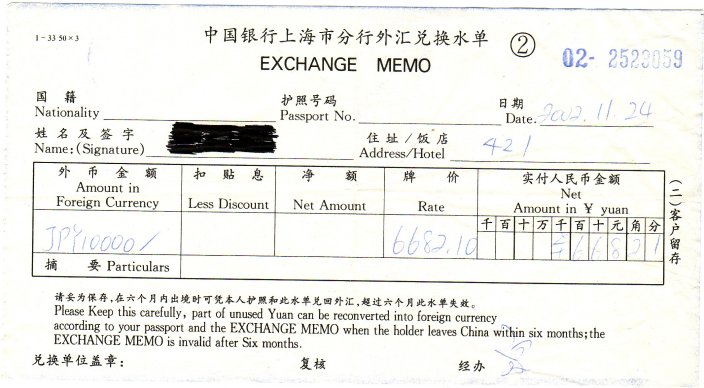 1-33 50×3
中国银行上海市分行外汇兑换水单 ②
EXCHANGE MEMO
02- 2523059
国籍
Nationality
护照号码
Passport No.
日期
Date. 2002.11.24
姓名及签字
Name:(Signature)
住址/饭店
Address/Hotel 421
外币金额
Amount in
Foreign Currency
扣贴息
Less Discount
净额
Net Amount
牌价
Rate
实付人民币金额
Net
Amount in ¥ yuan
千 百 十 万 千 百 十 元 角 分
JPY10000/
6682.10
¥ 6 6 8 2 1
摘要 Particulars
(二)客户留存
请妥为保存,在六个月内出境时可凭本人护照和此水单兑回外汇,超过六个月此水单失效。
Please Keep this carefully, part of unused Yuan can be reconverted into foreign currency
according to your passport and the EXCHANGE MEMO when the holder leaves China within six months;the
EXCHANGE MEMO is invalid after Six months.
兑换单位盖章:
复核
经办